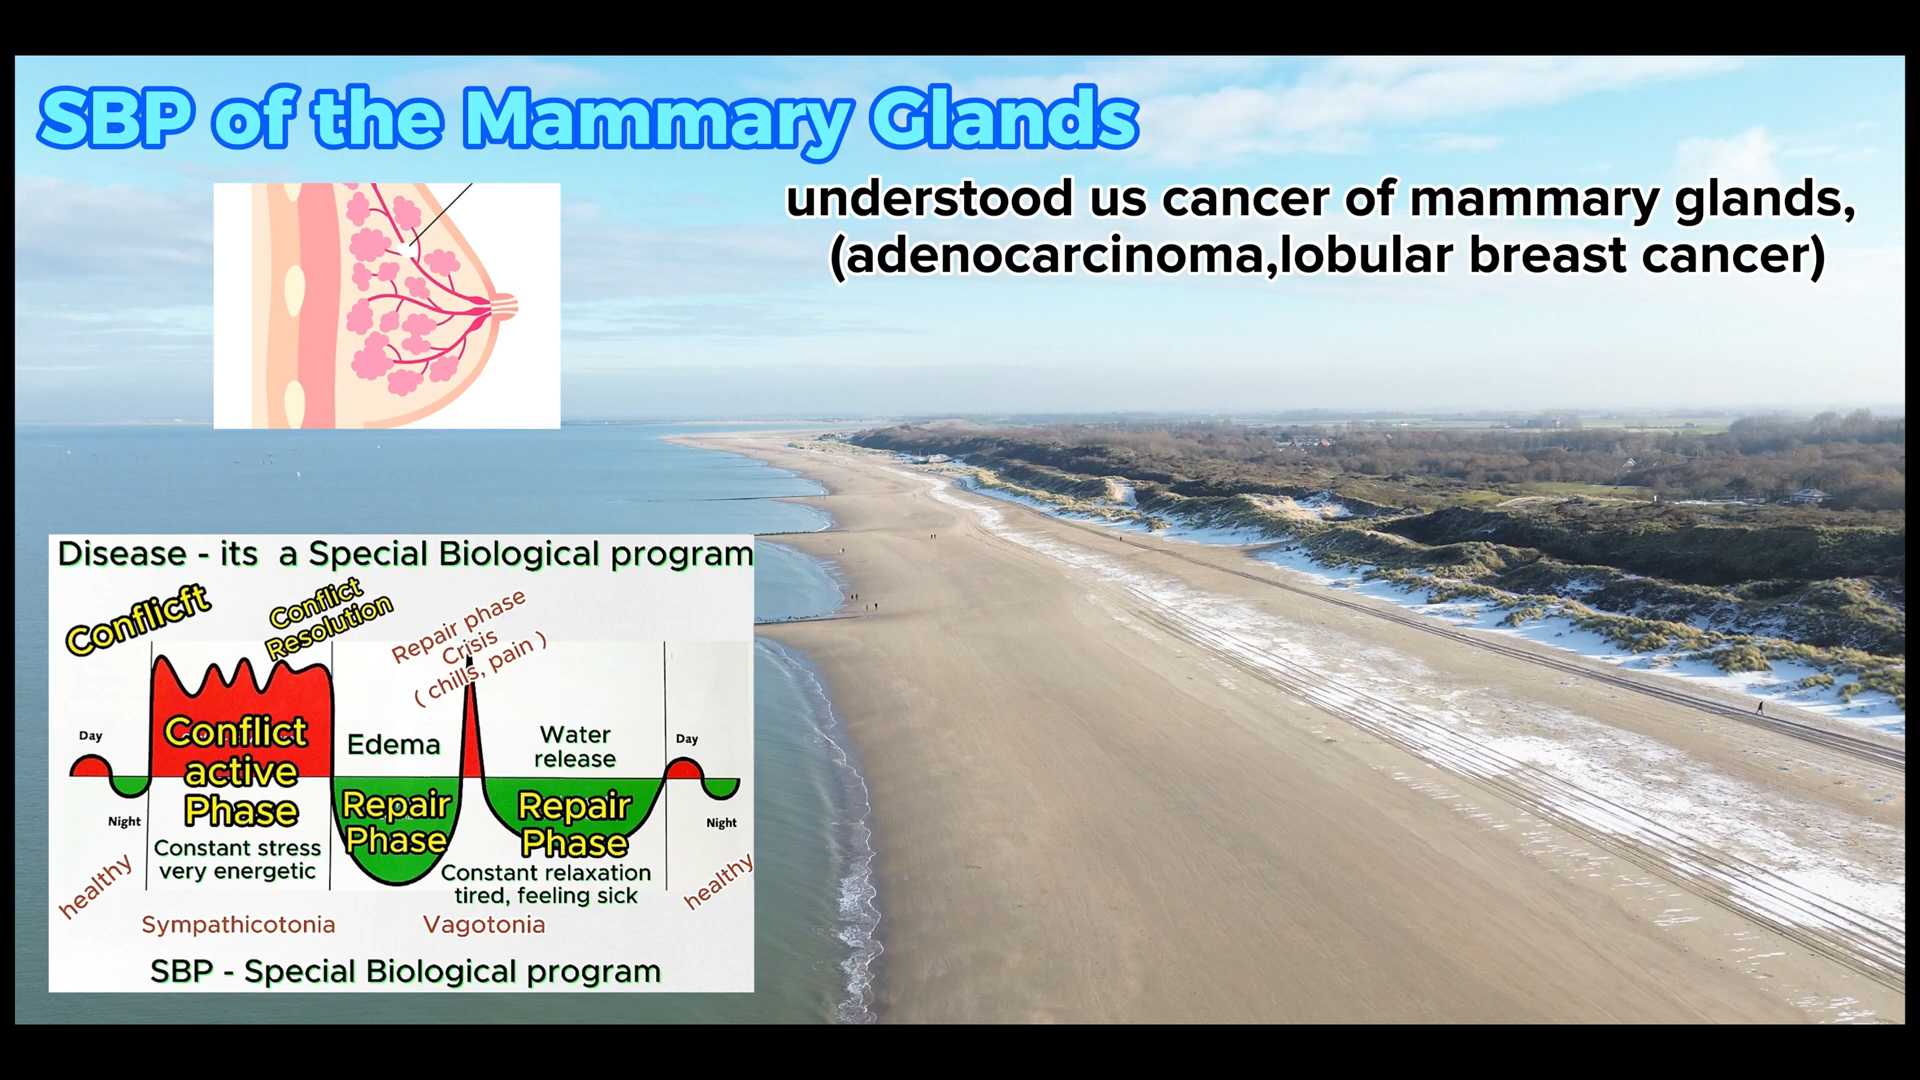 SBP of the Mammary Glands
understood us cancer of mammary glands,
(adenocarcinoma,lobular breast cancer)
Disease - its a Special Biological program
Conflicft
Conflict
Resolution
Repair phase
Crisis
( chills, pain )
Day
Conflict
active
Phase
Edema
Water
release
Day
Night
Repair
Phase
Repair
Phase
Night
Constant stress
very energetic
Constant relaxation
tired, feeling sick
healthy
healthy
Sympathicotonia
Vagotonia
SBP - Special Biological program